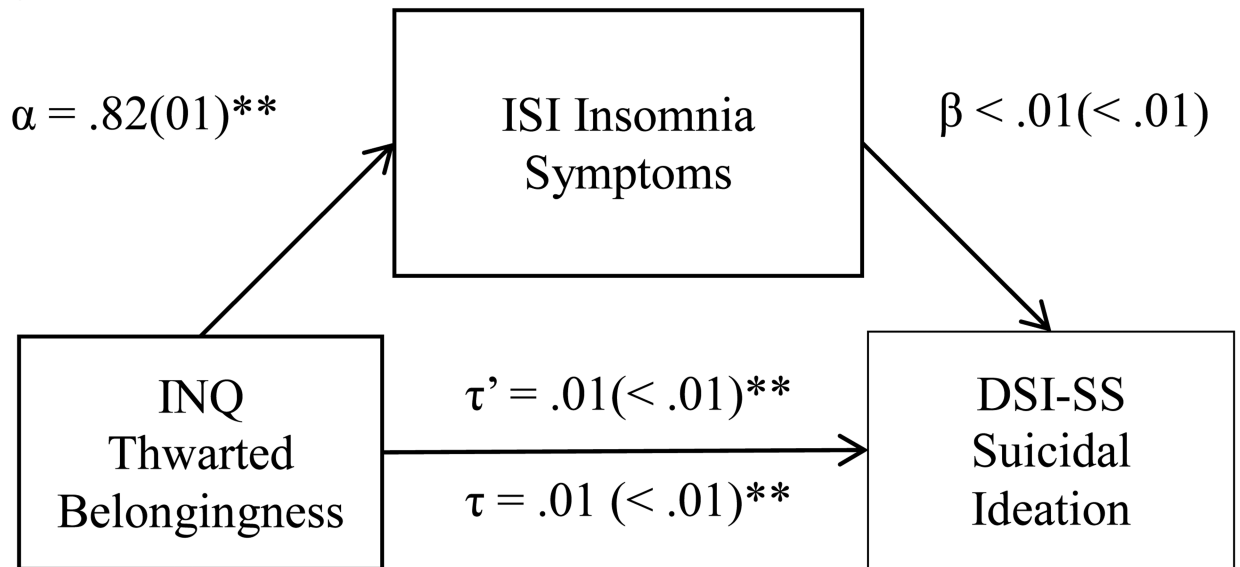 α = .82(01)**
ISI Insomnia
Symptoms
β < .01(< .01)
INQ
Thwarted
Belongingness
τ’ = .01(< .01)**
τ = .01 (< .01)**
DSI-SS
Suicidal
Ideation